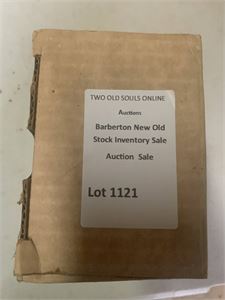 TWO OLD SOULS ONLINE
Auctions
Barberton New Old
Stock Inventory Sale
Auction Sale
Lot 1121